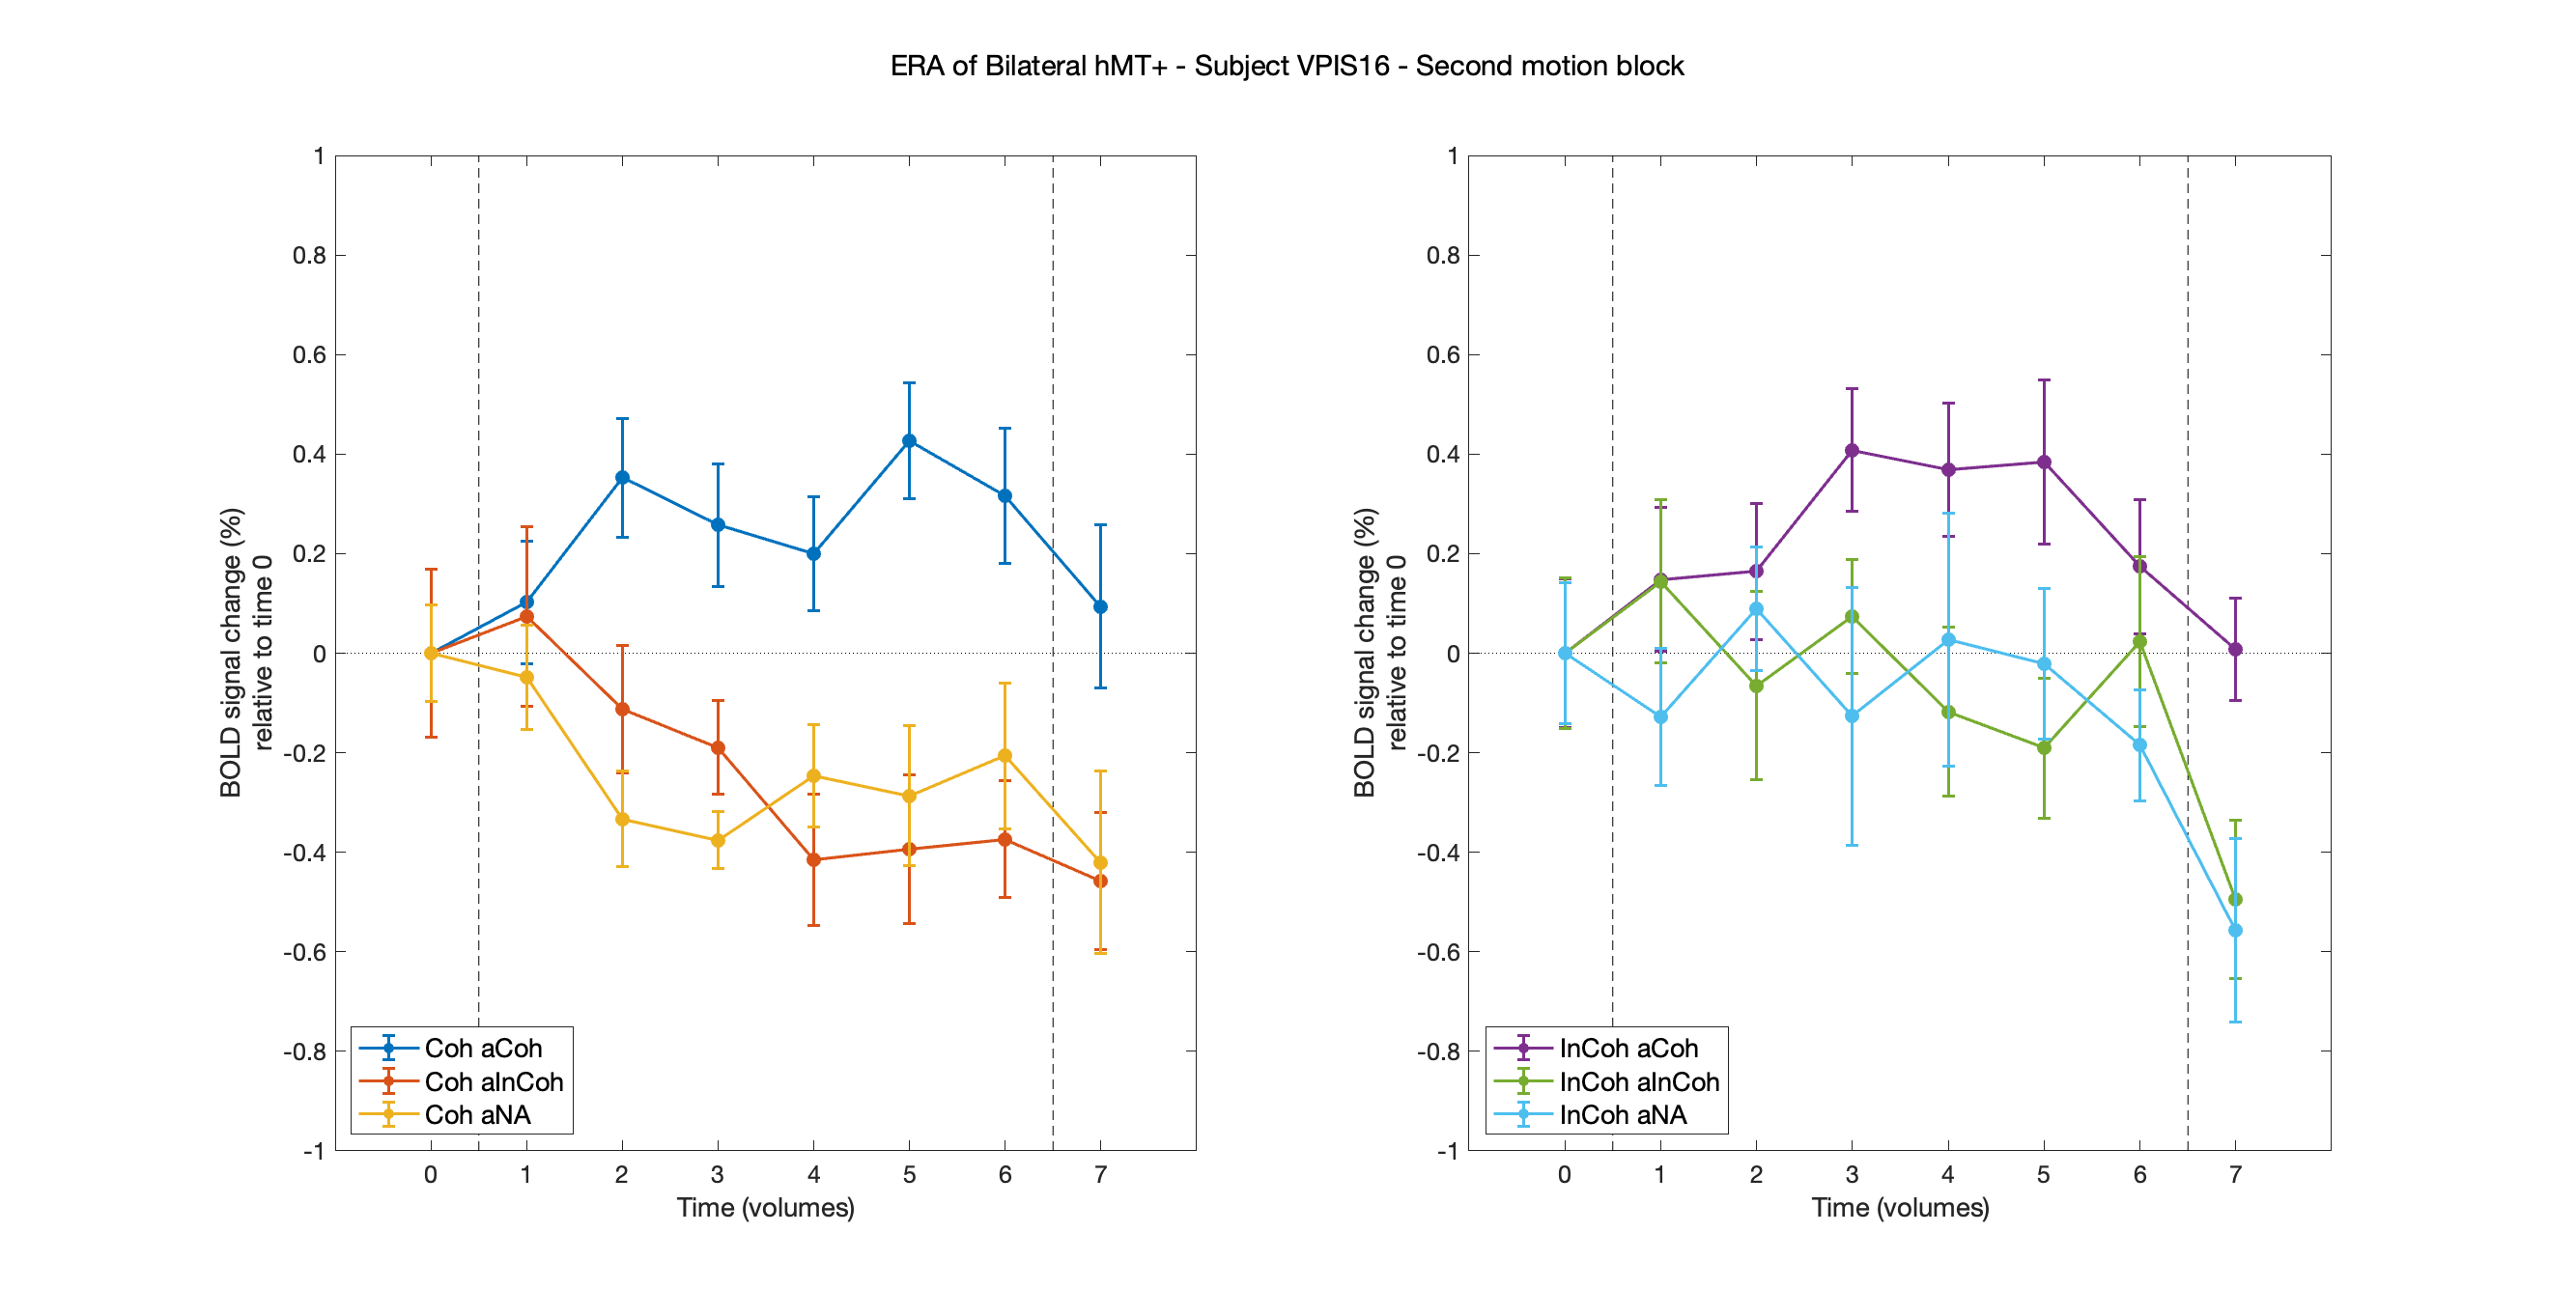 ERA of Bilateral hMT+ - Subject VPIS16 - Second motion block
BOLD signal change (%)
relative to time 0
1
0.8
0.6
0.4
0.2
0
-0.2
-0.4
-0.6
-0.8
-1
Coh aCoh
Coh aInCoh
Coh aNA
0 1 2 3 4 5 6 7
Time (volumes)
BOLD signal change (%)
relative to time 0
1
0.8
0.6
0.4
0.2
0
-0.2
-0.4
-0.6
-0.8
-1
InCoh aCoh
InCoh aInCoh
InCoh aNA
0 1 2 3 4 5 6 7
Time (volumes)